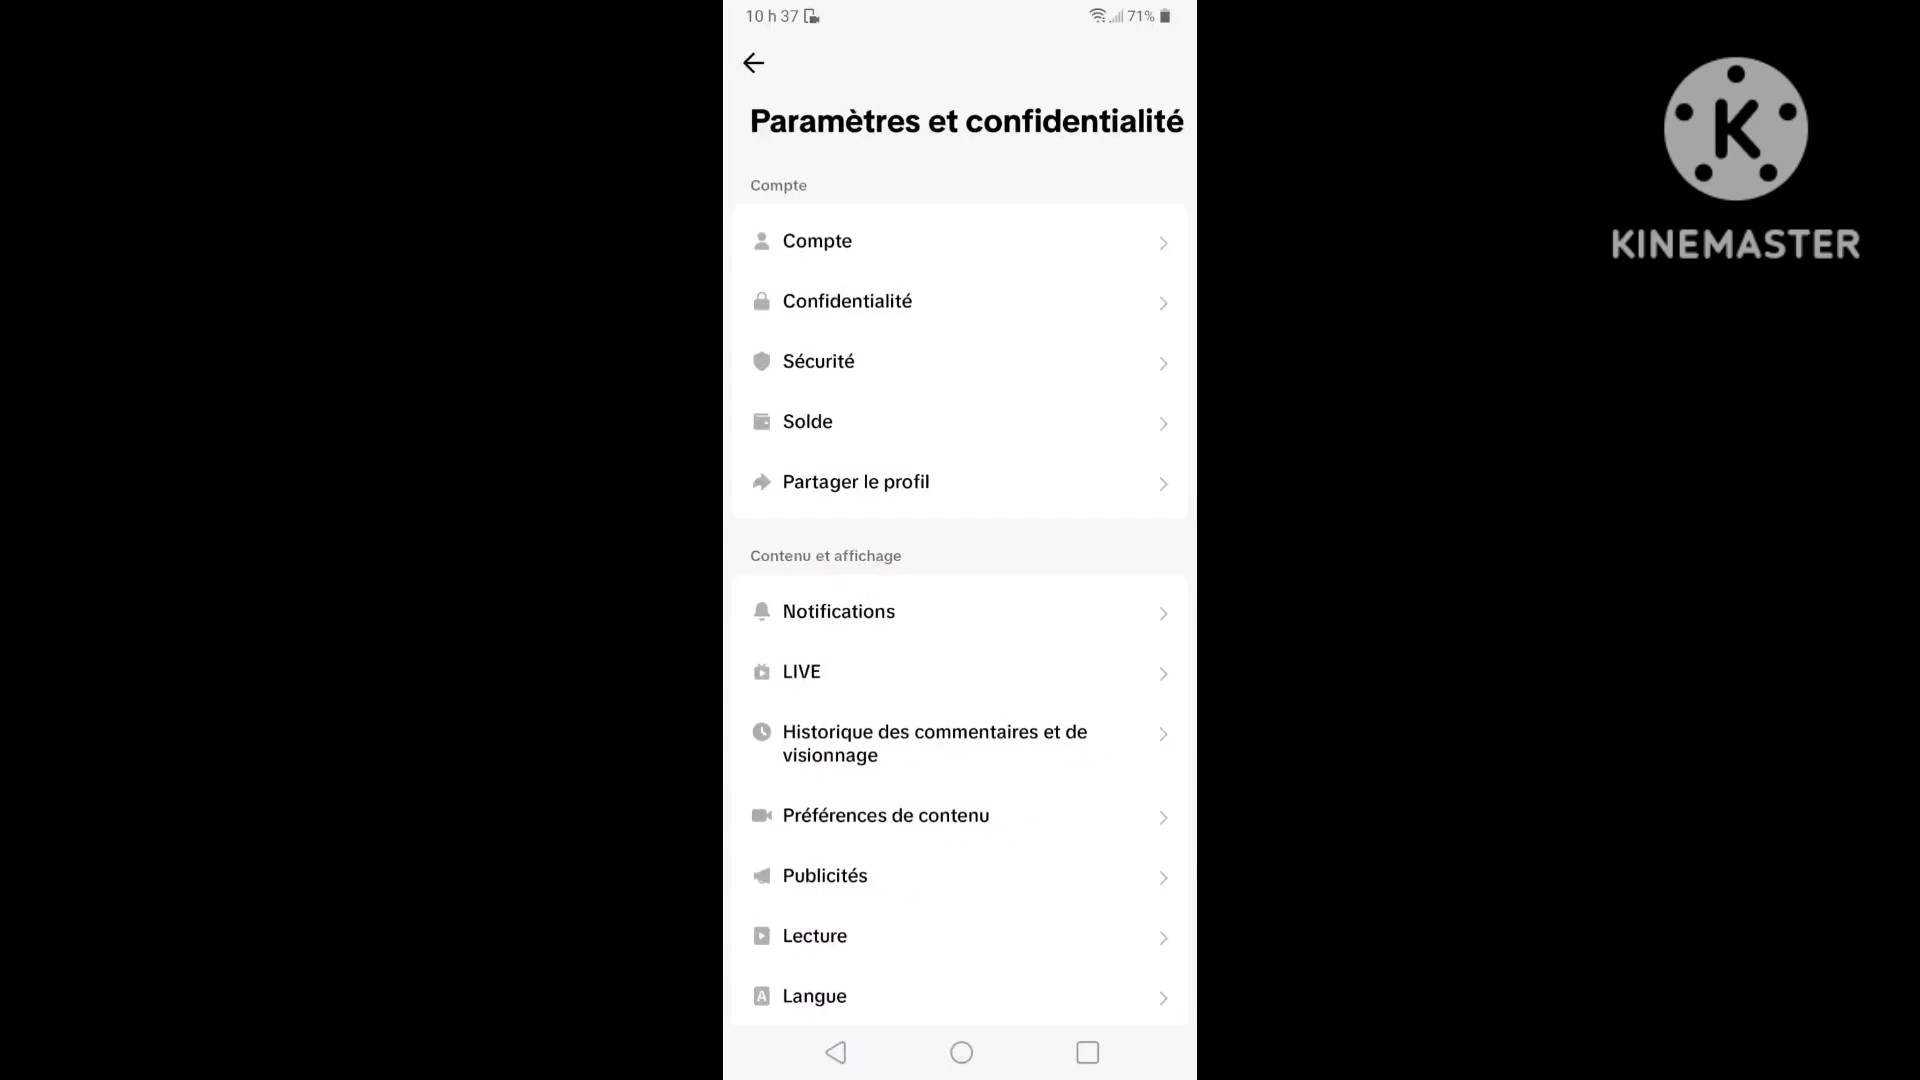 10 h 37
71%
Paramètres et confidentialité
Compte
Compte
Confidentialité
Sécurité
Solde
Partager le profil
Contenu et affichage
Notifications
LIVE
Historique des commentaires et de
visionnage
Préférences de contenu
Publicités
Lecture
A
Langue
K
KINEMASTER